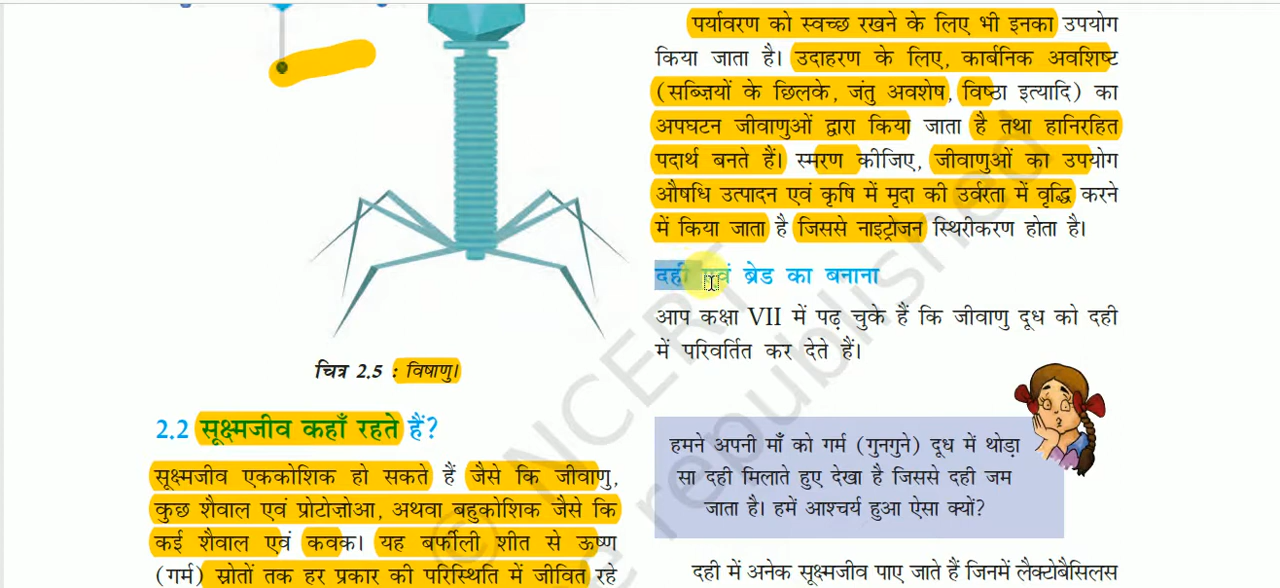 चित्र 2.5 : विषाणु।
2.2 सूक्ष्मजीव कहाँ रहते हैं?
सूक्ष्मजीव एककोशिक हो सकते हैं जैसे कि जीवाणु,
कुछ शैवाल एवं प्रोटोज़ोआ, अथवा बहुकोशिक जैसे कि
कई शैवाल एवं कवक। यह बर्फीली शीत से ऊष्ण
(गर्म) स्रोतों तक हर प्रकार की परिस्थिति में जीवित रहे
पर्यावरण को स्वच्छ रखने के लिए भी इनका उपयोग
किया जाता है। उदाहरण के लिए, कार्बनिक अवशिष्ट
(सब्ज़ियों के छिलके, जंतु अवशेष, विष्ठा इत्यादि) का
अपघटन जीवाणुओं द्वारा किया जाता है तथा हानिरहित
पदार्थ बनते हैं। स्मरण कीजिए, जीवाणुओं का उपयोग
औषधि उत्पादन एवं कृषि में मृदा की उर्वरता में वृद्धि करने
में किया जाता है जिससे नाइट्रोजन स्थिरीकरण होता है।
दही एवं ब्रेड का बनाना
आप कक्षा VII में पढ़ चुके हैं कि जीवाणु दूध को दही
में परिवर्तित कर देते हैं।
हमने अपनी माँ को गर्म (गुनगुने) दूध में थोड़ा
सा दही मिलाते हुए देखा है जिससे दही जम
जाता है। हमें आश्चर्य हुआ ऐसा क्यों?
दही में अनेक सूक्ष्मजीव पाए जाते हैं जिनमें लैक्टोबैसिलस
© NCERT
republished